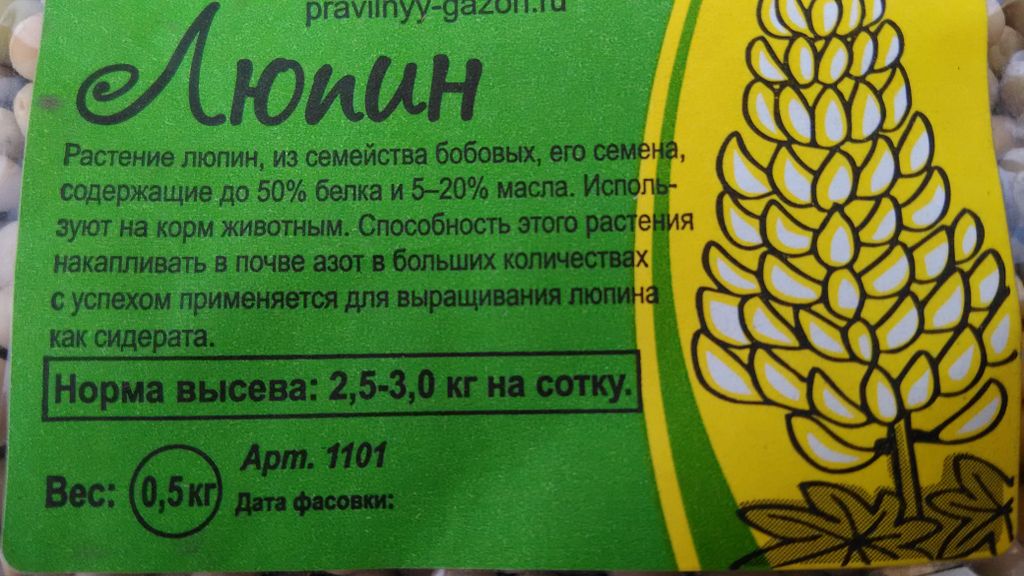 pravilnyy-gazon.ru
Люпин
Растение люпин, из семейства бобовых, его семена,
содержащие до 50% белка и 5–20% масла. Исполь-
зуют на корм животным. Способность этого растения
накапливать в почве азот в больших количествах
с успехом применяется для выращивания люпина
как сидерата.
Норма высева: 2,5-3,0 кг на сотку.
Арт. 1101
Вес: 0,5 кг Дата фасовки: